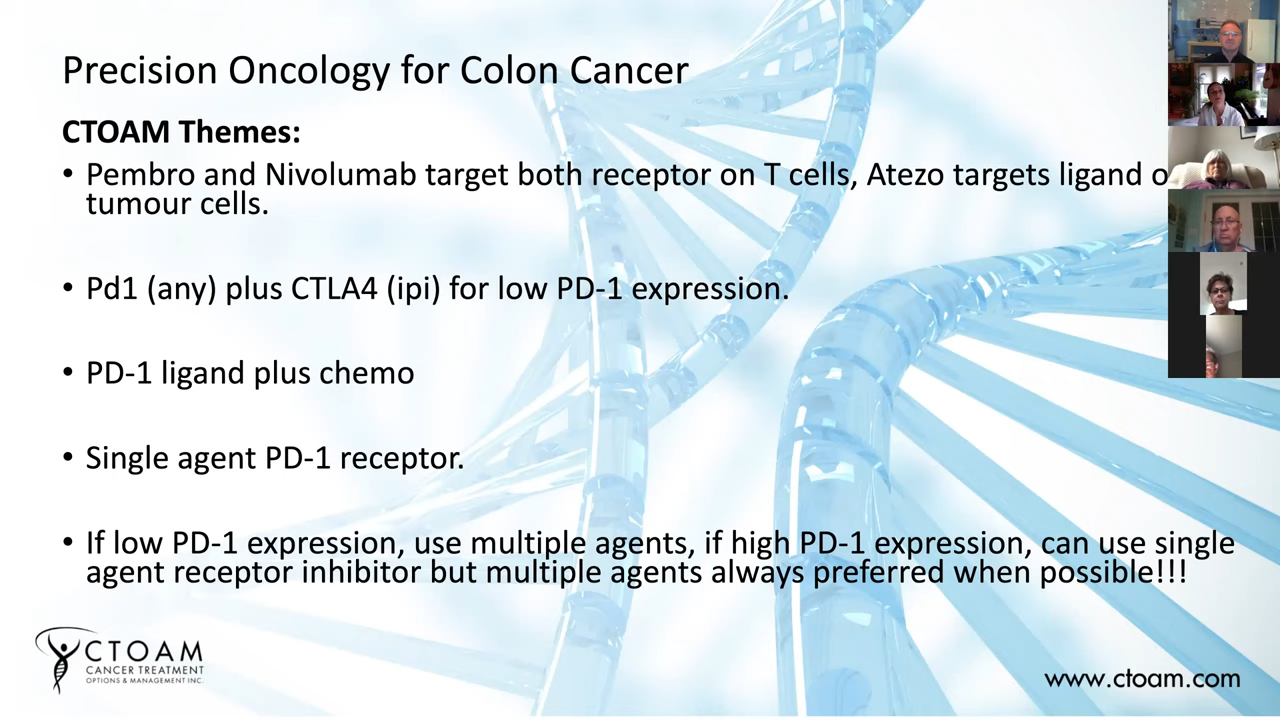 Precision Oncology for Colon Cancer
CTOAM Themes:
• Pembro and Nivolumab target both receptor on T cells, Atezo targets ligand o
tumour cells.
• Pd1 (any) plus CTLA4 (ipi) for low PD-1 expression.
• PD-1 ligand plus chemo
• Single agent PD-1 receptor.
• If low PD-1 expression, use multiple agents, if high PD-1 expression, can use single
agent receptor inhibitor but multiple agents always preferred when possible!!!
CTOAM
CANCER TREATMENT
OPTIONS & MANAGEMENT INC.
www.ctoam.com